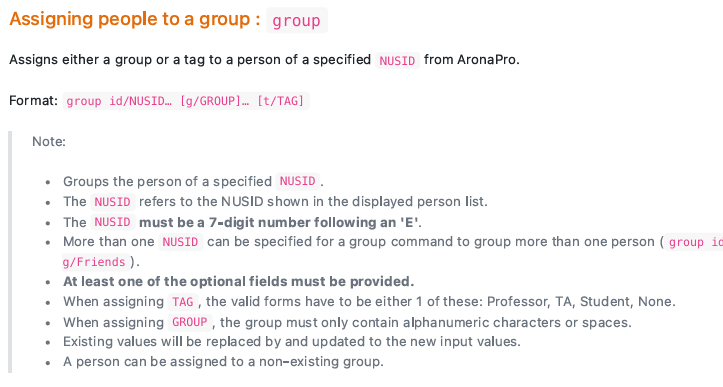 Assigning people to a group : group
Assigns either a group or a tag to a person of a specified NUSID from AronaPro.
Format: group id/NUSID… [g/GROUP]… [t/TAG]
Note:
• Groups the person of a specified NUSID.
• The NUSID refers to the NUSID shown in the displayed person list.
• The NUSID must be a 7-digit number following an 'E'.
• More than one NUSID can be specified for a group command to group more than one person ( group id
g/Friends ).
• At least one of the optional fields must be provided.
• When assigning TAG, the valid forms have to be either 1 of these: Professor, TA, Student, None.
• When assigning GROUP, the group must only contain alphanumeric characters or spaces.
• Existing values will be replaced by and updated to the new input values.
• A person can be assigned to a non-existing group.